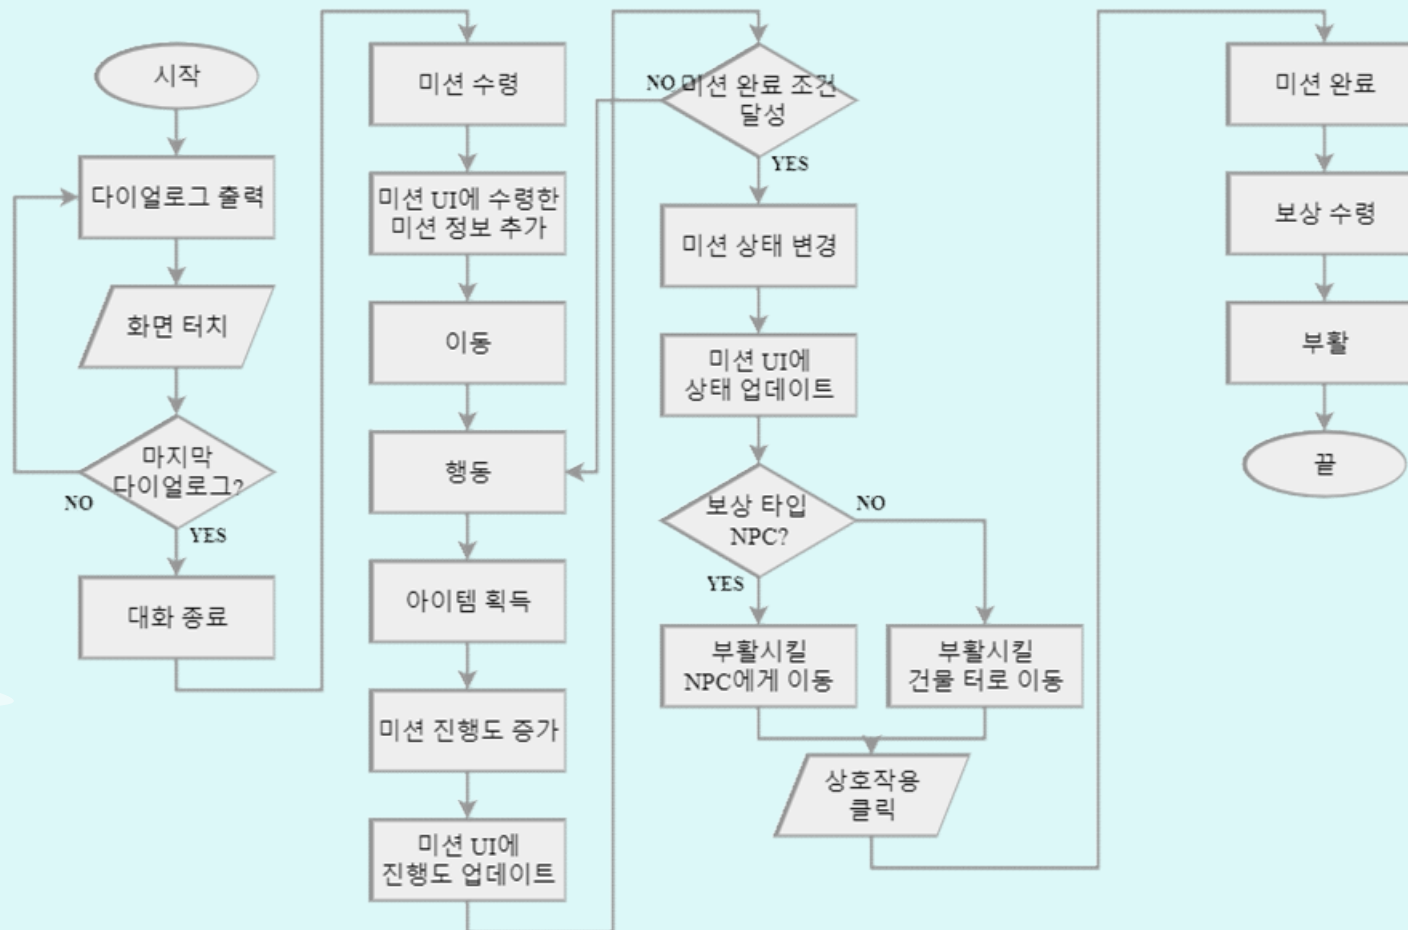 시작
다이얼로그 출력
화면 터치
마지막
다이얼로그?
NO
YES
대화 종료
미션 수령
미션 UI에 수령한
미션 정보 추가
이동
행동
아이템 획득
미션 진행도 증가
미션 UI에
진행도 업데이트
미션 완료 조건
달성
NO
YES
미션 상태 변경
미션 UI에
상태 업데이트
보상 타입
NPC?
NO
YES
부활시킬
NPC에게 이동
부활시킬
건물 터로 이동
상호작용
클릭
미션 완료
보상 수령
부활
끝